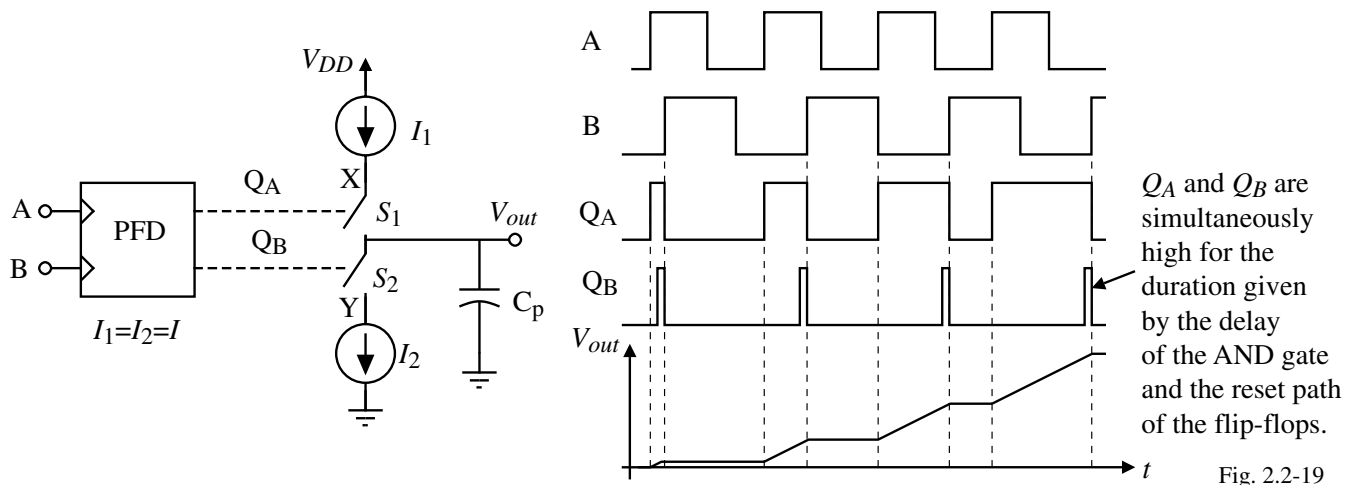 V_DD
I_1
X
Q_A
A
S_1
V_out
PFD
Q_B
B
S_2
Y
C_p
I_1=I_2=I
I_2
A
B
Q_A
Q_B
V_out
t
Q_A and Q_B are
simultaneously
high for the
duration given
by the delay
of the AND gate
and the reset path
of the flip-flops.
Fig. 2.2-19